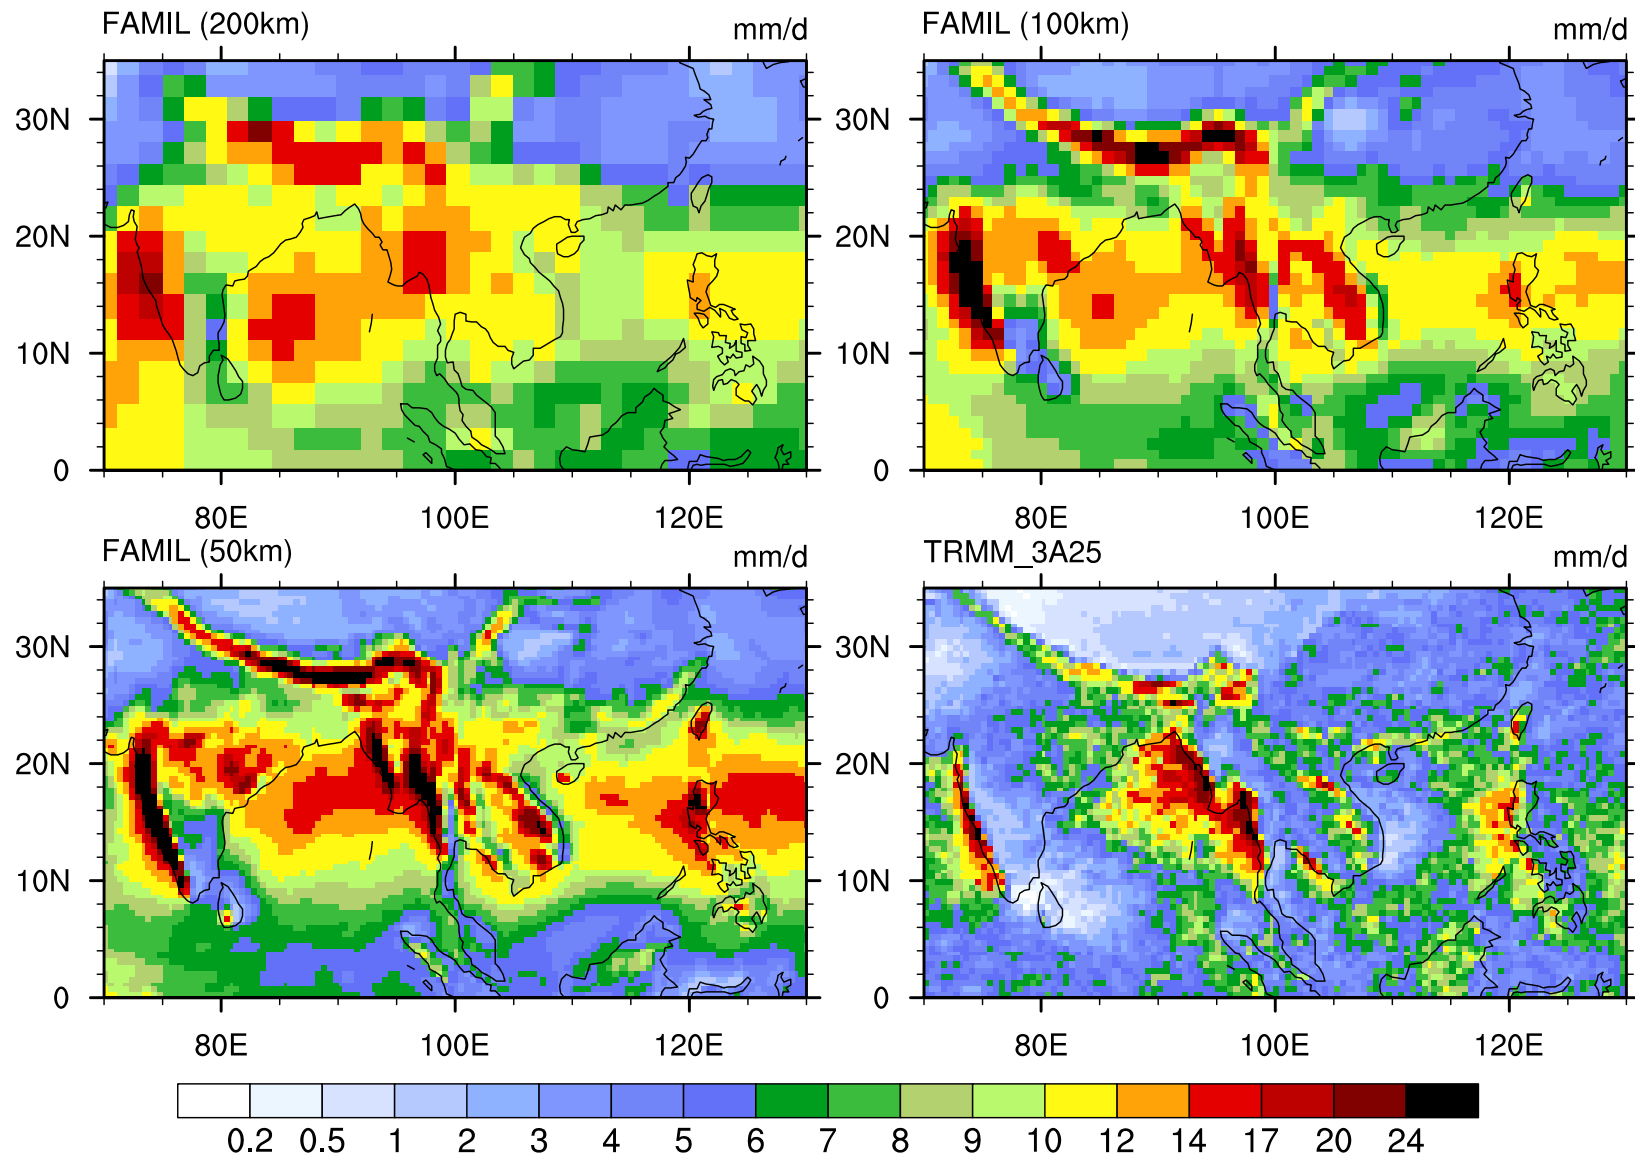 FAMIL (200km) mm/d
FAMIL (100km) mm/d
30N
20N
10N
0
80E 100E 120E
30N
20N
10N
0
80E 100E 120E
FAMIL (50km) mm/d
TRMM_3A25 mm/d
30N
20N
10N
0
80E 100E 120E
30N
20N
10N
0
80E 100E 120E
0.2 0.5 1 2 3 4 5 6 7 8 9 10 12 14 17 20 24